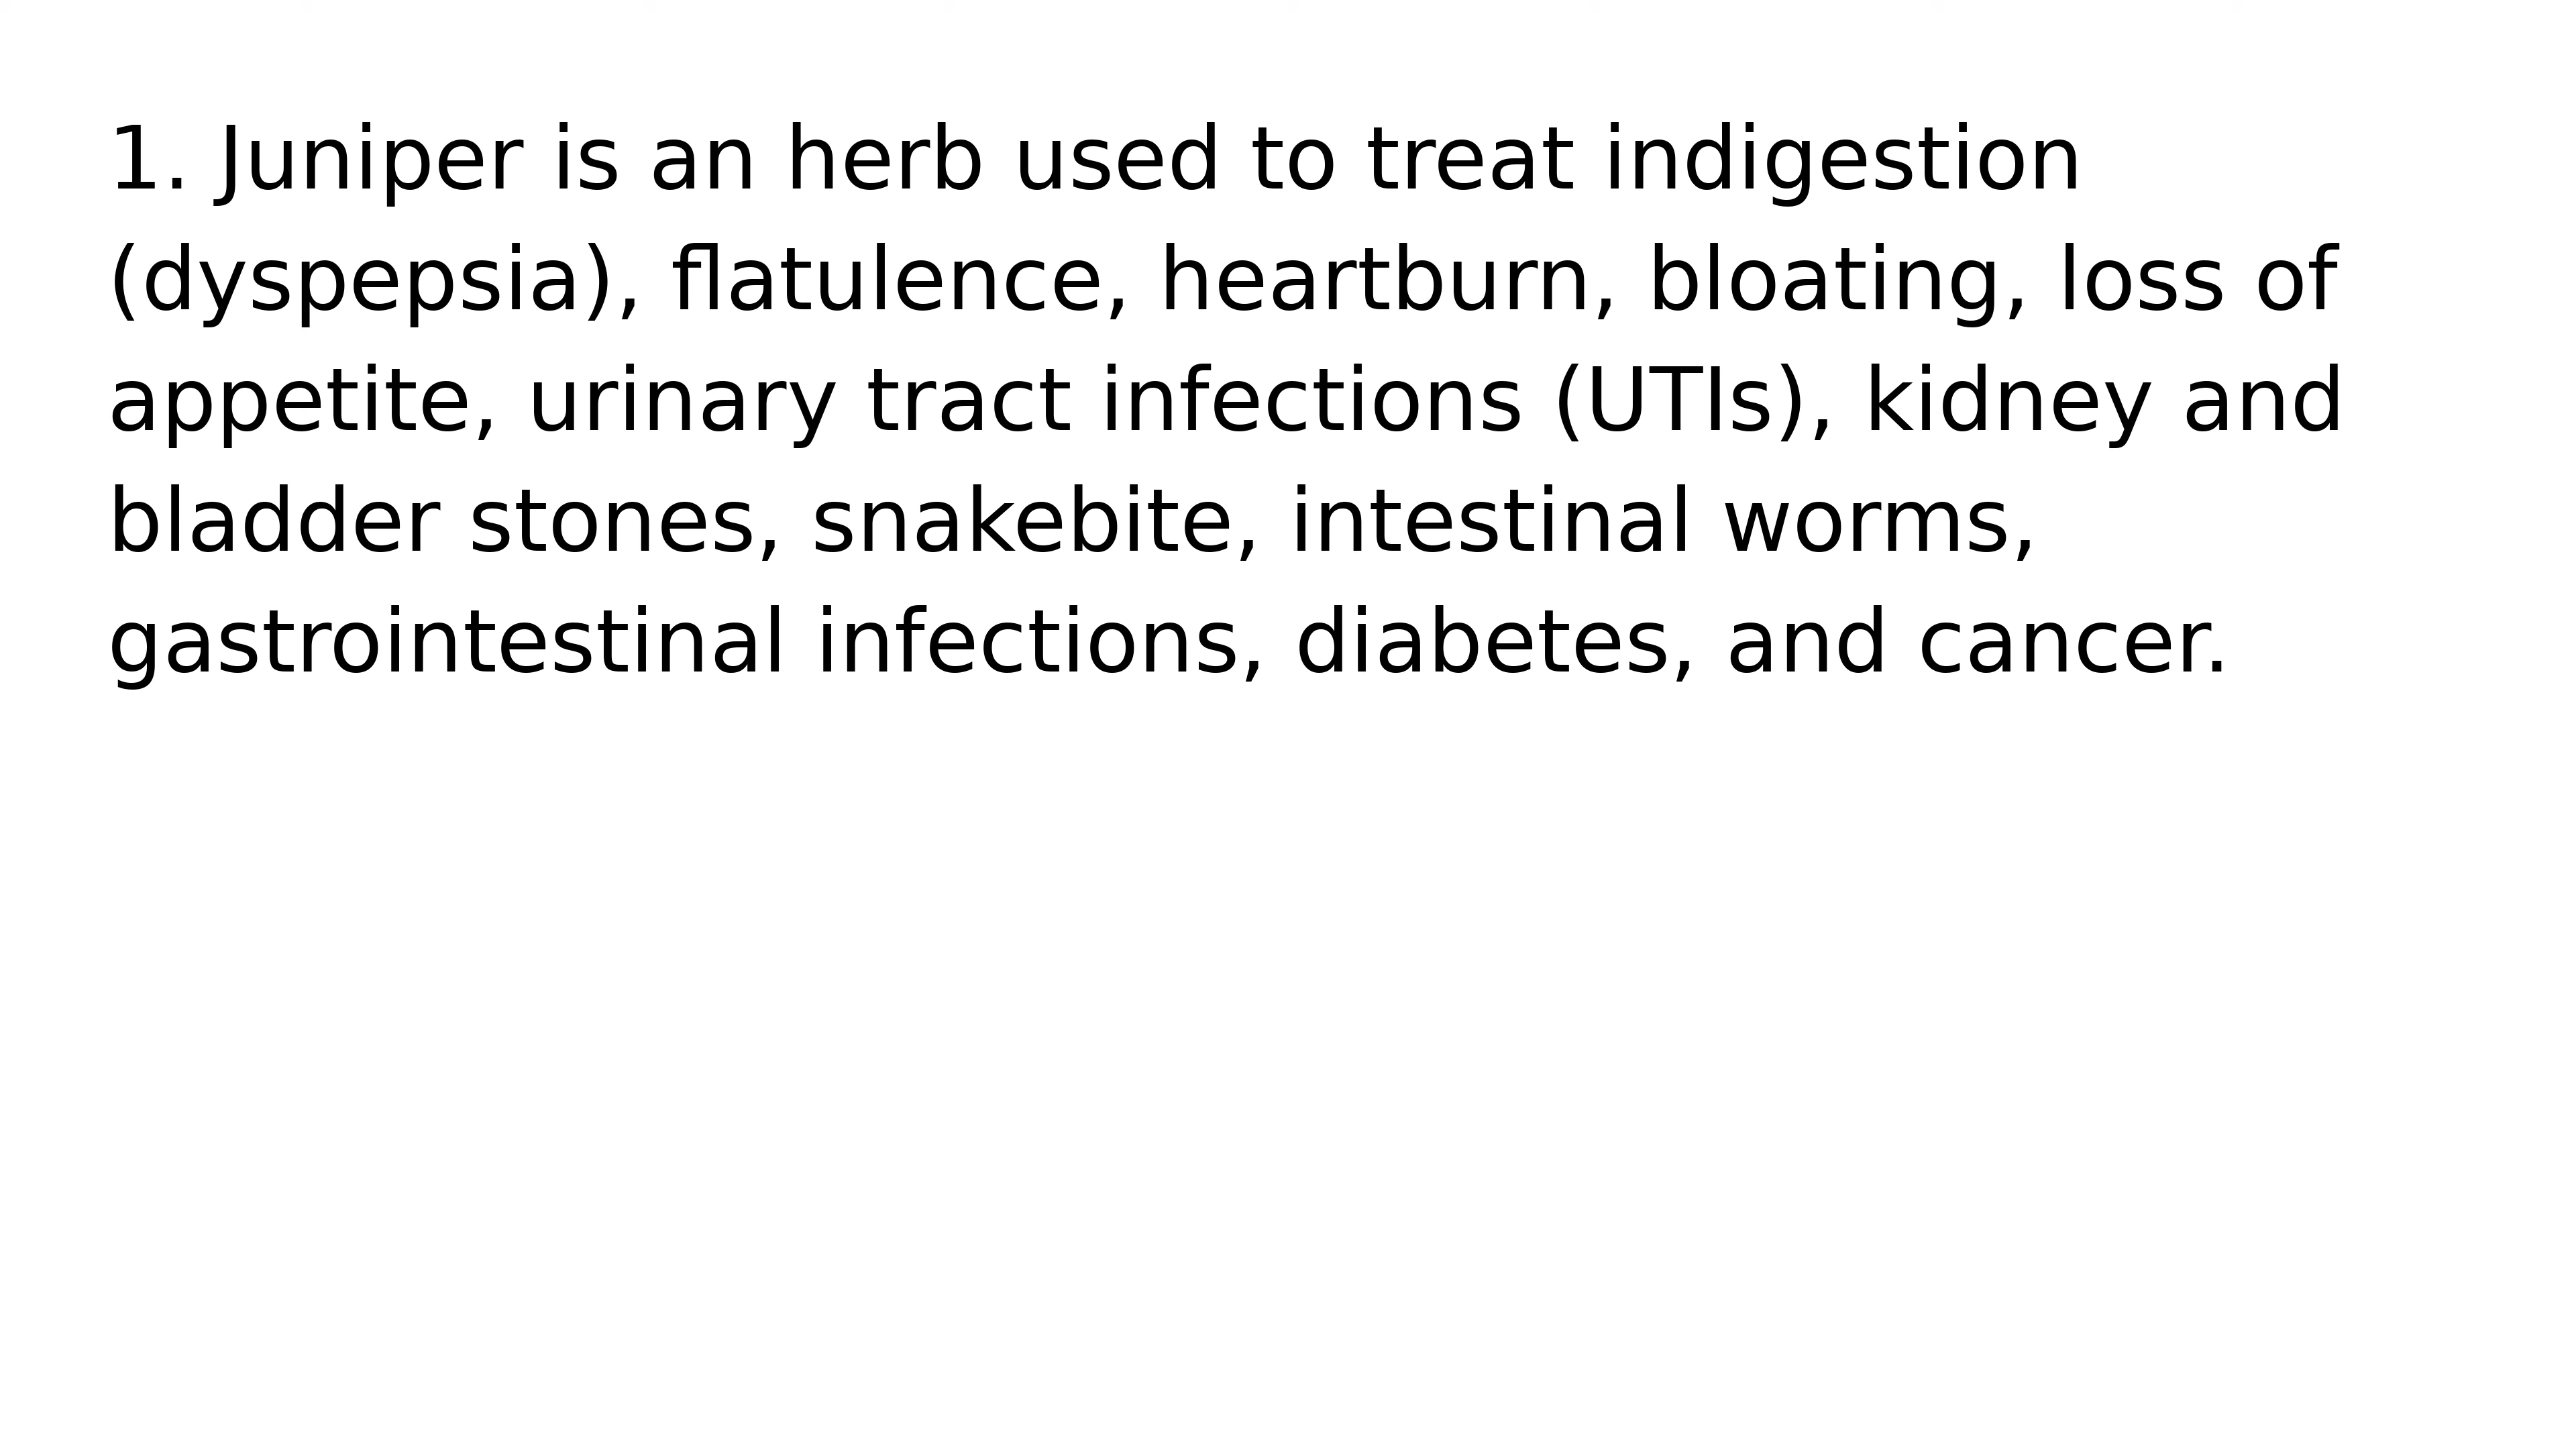 1. Juniper is an herb used to treat indigestion
(dyspepsia), flatulence, heartburn, bloating, loss of
appetite, urinary tract infections (UTIs), kidney and
bladder stones, snakebite, intestinal worms,
gastrointestinal infections, diabetes, and cancer.